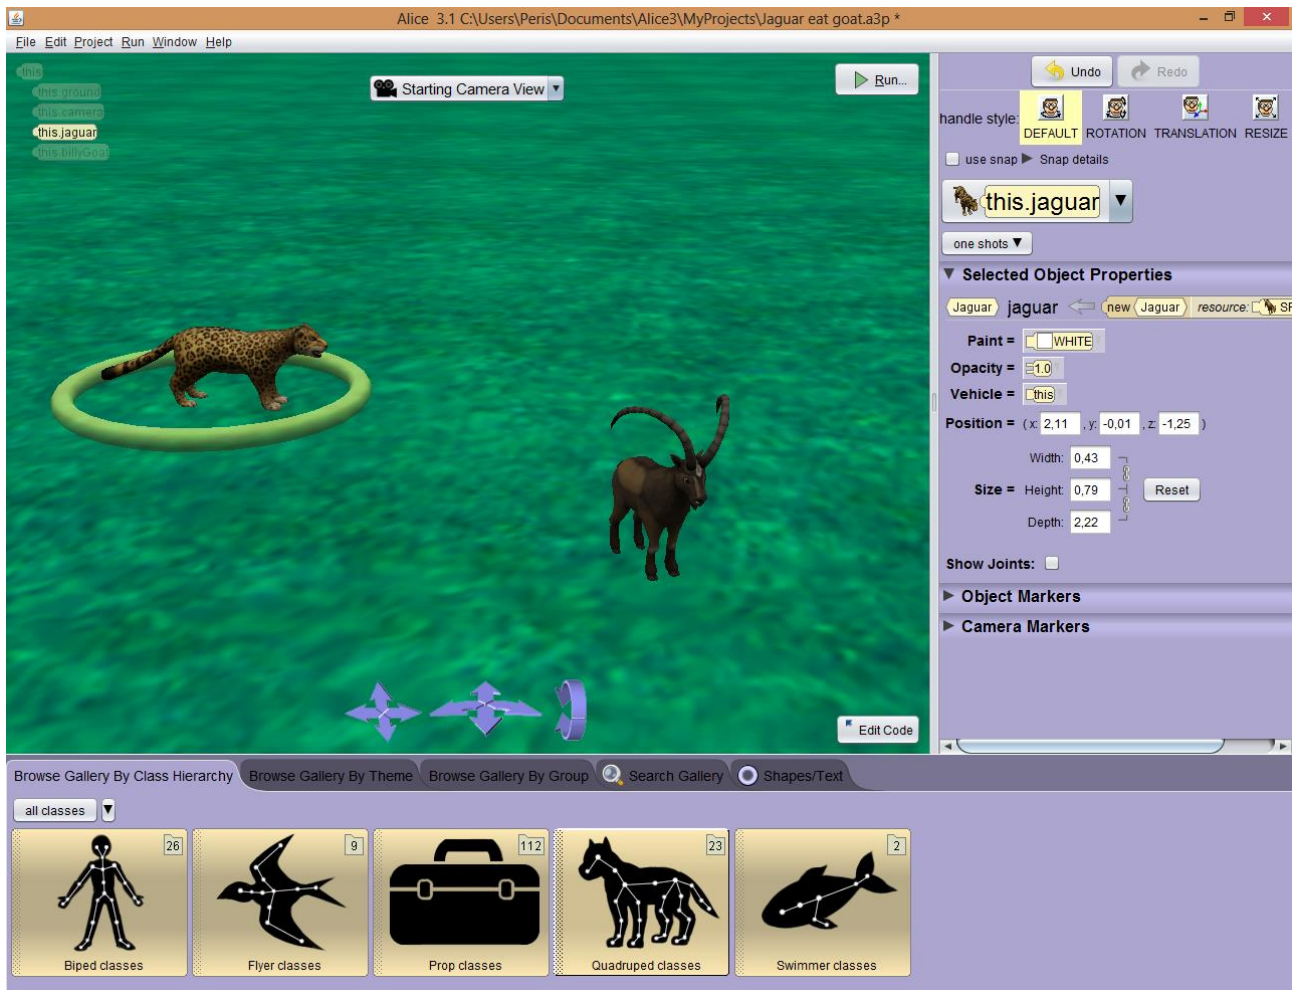 Alice 3.1 C:\Users\Peris\Documents\Alice3\MyProjects\Jaguar eat goat.a3p *
File Edit Project Run Window Help
this
this.ground
this.camera
this.jaguar
this.billyGoat
Starting Camera View
Run...
Undo Redo
handle style: DEFAULT ROTATION TRANSLATION RESIZE
use snap Snap details
this.jaguar
one shots
Selected Object Properties
Jaguar jaguar new Jaguar resource:
Paint = WHITE
Opacity = 1.0
Vehicle = this
Position = ( x: 2,11 , y: -0,01 , z: -1,25 )
Width: 0,43
Size = Height: 0,79 Reset
Depth: 2,22
Show Joints:
Object Markers
Camera Markers
Edit Code
Browse Gallery By Class Hierarchy Browse Gallery By Theme Browse Gallery By Group Search Gallery Shapes/Text
all classes
26 9 112 23 2
Biped classes Flyer classes Prop classes Quadruped classes Swimmer classes